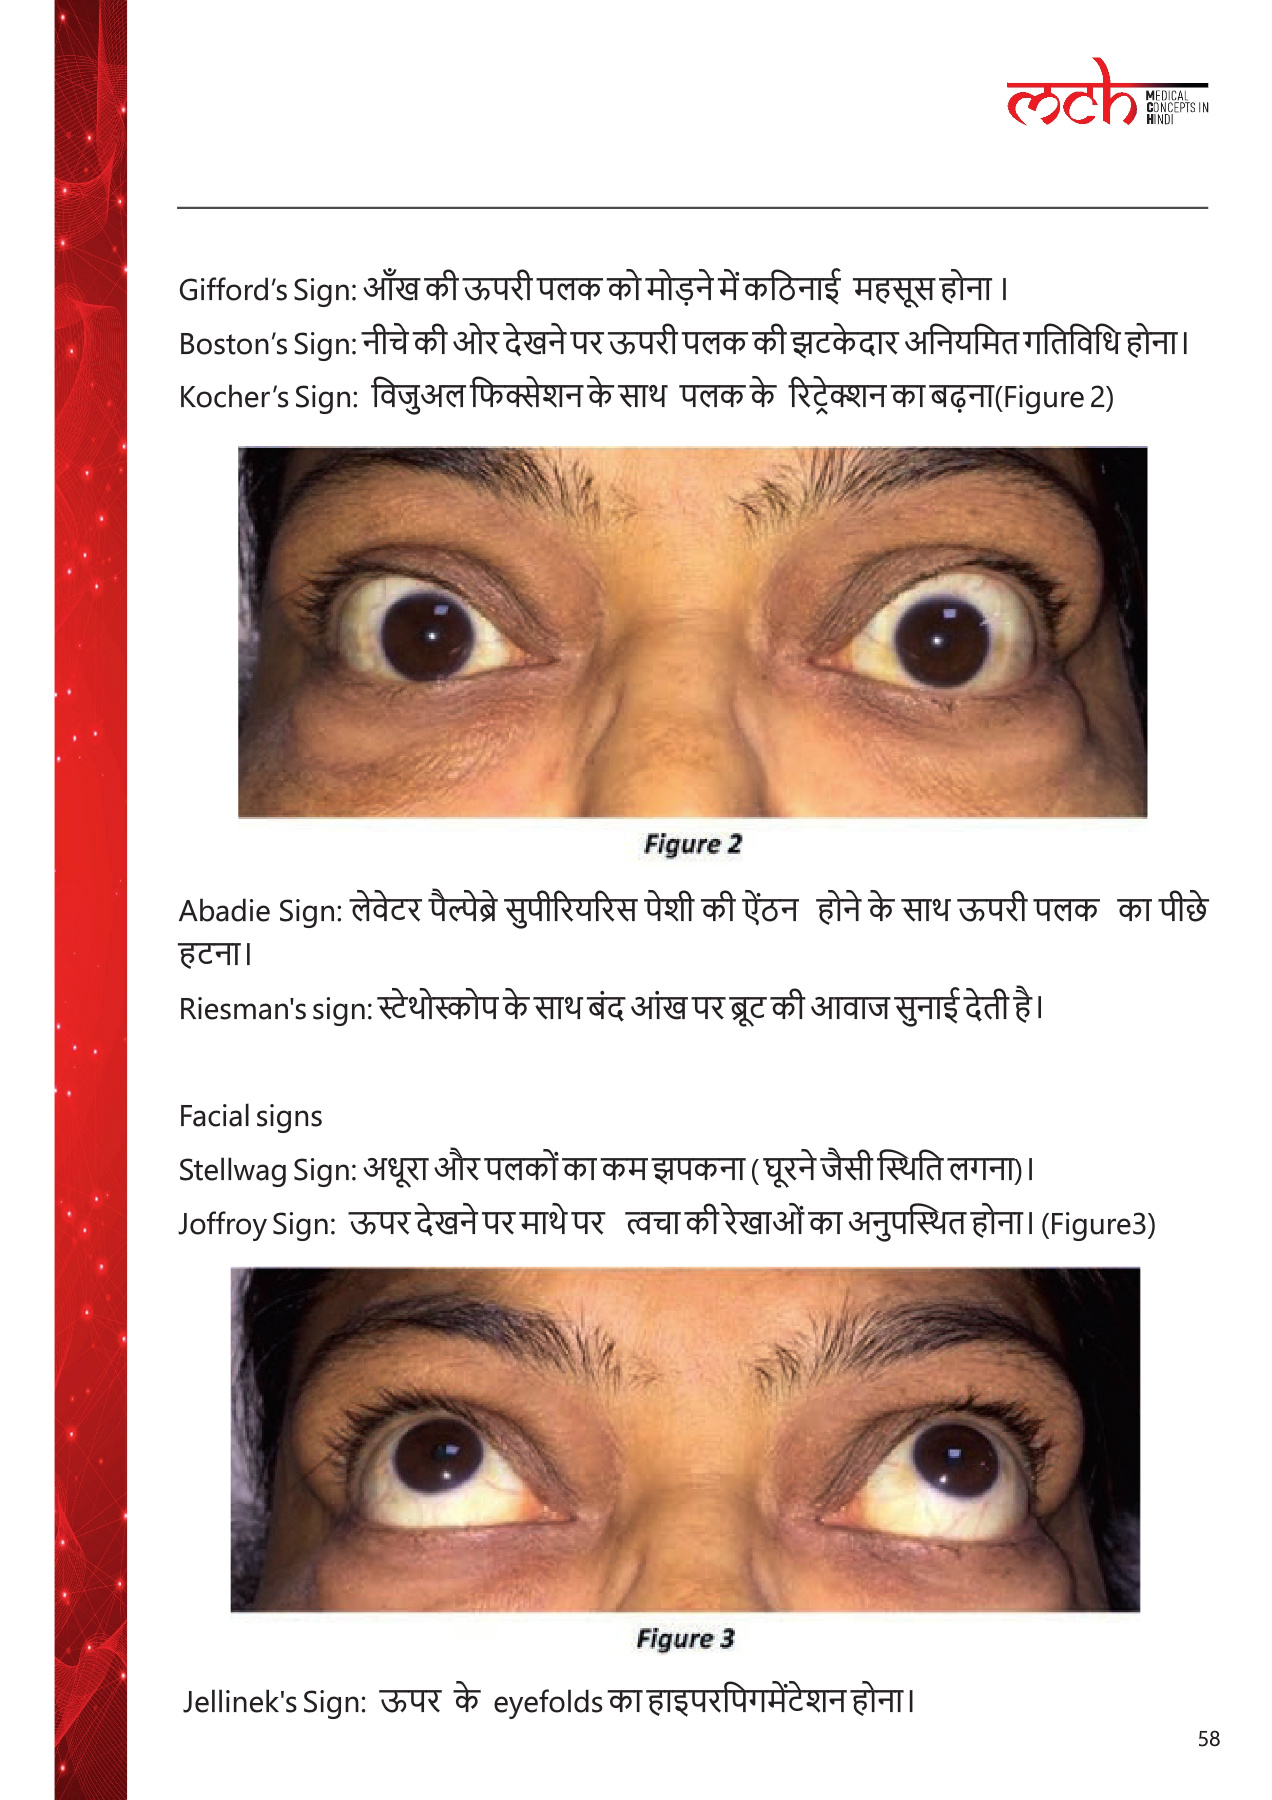 mch
MEDICAL
CONCEPTS IN
HINDI
Gifford’s Sign: आँख की ऊपरी पलक को मोड़ने में कठिनाई महसूस होना ।
Boston’s Sign: नीचे की ओर देखने पर ऊपरी पलक की झटकेदार अनियमित गतिविधि होना।
Kocher’s Sign: विजुअल फिक्सेशन के साथ पलक के रिट्रेक्शन का बढ़ना(Figure 2)
Figure 2
Abadie Sign: लेवेटर पैल्पेब्रे सुपीरियरिस पेशी की ऐंठन होने के साथ ऊपरी पलक का पीछे
हटना।
Riesman's sign: स्टेथोस्कोप के साथ बंद आंख पर ब्रूट की आवाज सुनाई देती है।
Facial signs
Stellwag Sign: अधूरा और पलकों का कम झपकना ( घूरने जैसी स्थिति लगना)।
Joffroy Sign: ऊपर देखने पर माथे पर त्वचा की रेखाओं का अनुपस्थित होना। (Figure3)
Figure 3
Jellinek's Sign: ऊपर के eyefolds का हाइपरपिगमेंटेशन होना।
58